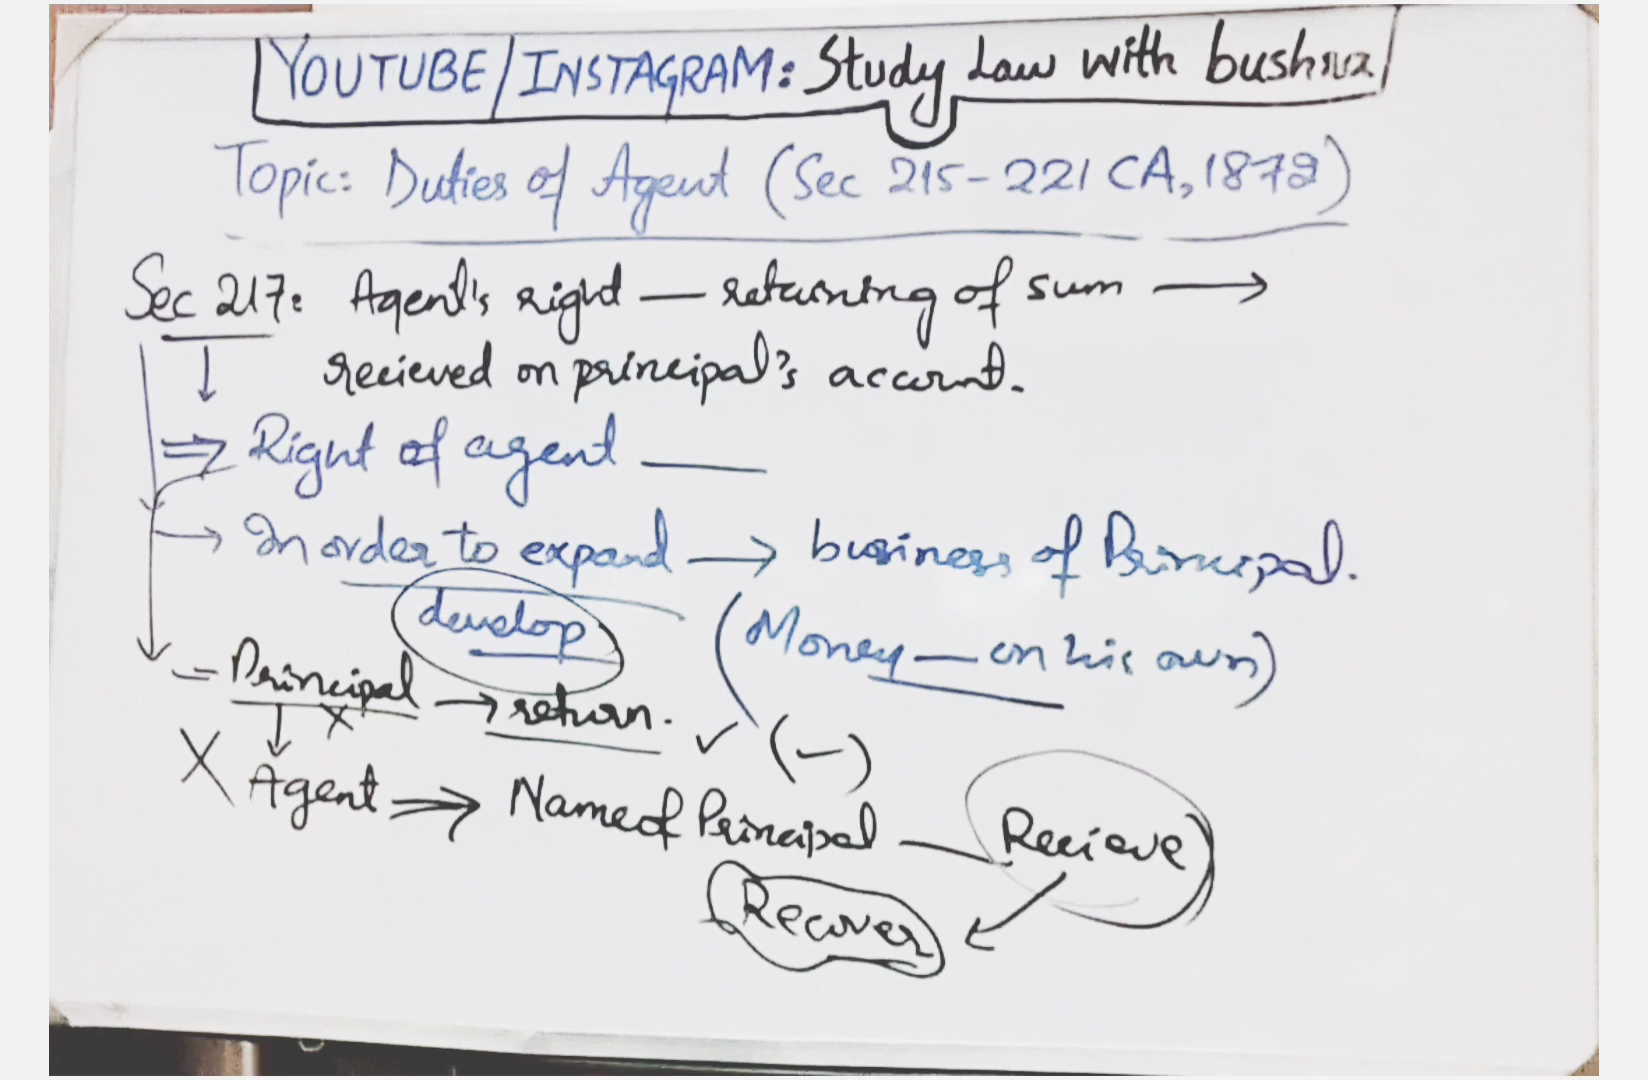 YOUTUBE/INSTAGRAM: Study Law with bushra
Topic: Duties of Agent (Sec 215-221 CA, 1872)
Sec 217: Agent's right — retaining of sum →
recieved on principal's account.
⇒ Right of agent —
→ In order to expand → business of Principal.
develop (Money — on his own)
= Principal → return. ✓ (-)
X Agent ⇒ Name of Principal — Recieve
Recover